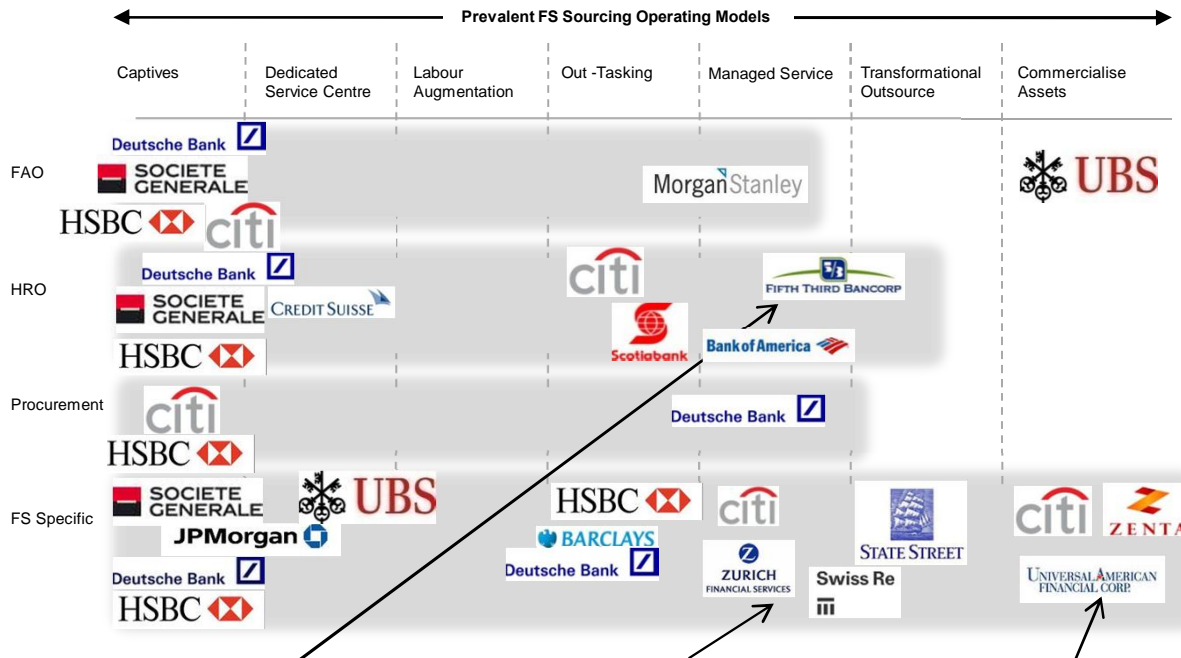 Prevalent FS Sourcing Operating Models
Captives
Dedicated
Service Centre
Labour
Augmentation
Out -Tasking
Managed Service
Transformational
Outsource
Commercialise
Assets
FAO
Deutsche Bank
SOCIETE
GENERALE
HSBC
citi
MorganStanley
UBS
HRO
Deutsche Bank
SOCIETE
GENERALE
CREDIT SUISSE
HSBC
citi
Scotiabank
FIFTH THIRD BANCORP
Bank of America
Procurement
citi
HSBC
Deutsche Bank
FS Specific
SOCIETE
GENERALE
UBS
JPMorgan
Deutsche Bank
HSBC
HSBC
BARCLAYS
Deutsche Bank
citi
ZURICH
FINANCIAL SERVICES
Swiss Re
STATE STREET
citi
ZENTA
UNIVERSAL AMERICAN
FINANCIAL CORP.